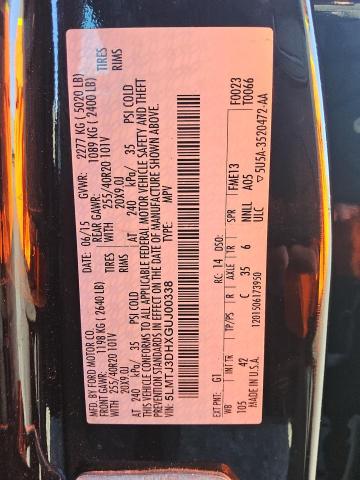 MFD. BY FORD MOTOR CO.
DATE: 06/15 GVWR: 2277 KG (5020 LB)
FRONT GAWR: 1198 KG (2640 LB) REAR GAWR: 1089 KG (2400 LB)
WITH 255/40R20 101V TIRES 255/40R20 101V TIRES
20X9.0J RIMS 20X9.0J RIMS
AT 240 kPa/ 35 PSI COLD AT 240 kPa/ 35 PSI COLD
THIS VEHICLE CONFORMS TO ALL APPLICABLE FEDERAL MOTOR VEHICLE SAFETY AND THEFT
PREVENTION STANDARDS IN EFFECT ON THE DATE OF MANUFACTURE SHOWN ABOVE.
VIN: 5LMTJ3DHXGUJ00338
TYPE: MPV
F0023
T0066
EXT PNT: G1 RC: 14 DSO: FME13
WB INT TR TP/PS R AXLE TR SPR
105 42 C 35 6 NNLL A05
1201506173950 ULC
▽5U5A-3520472-AA